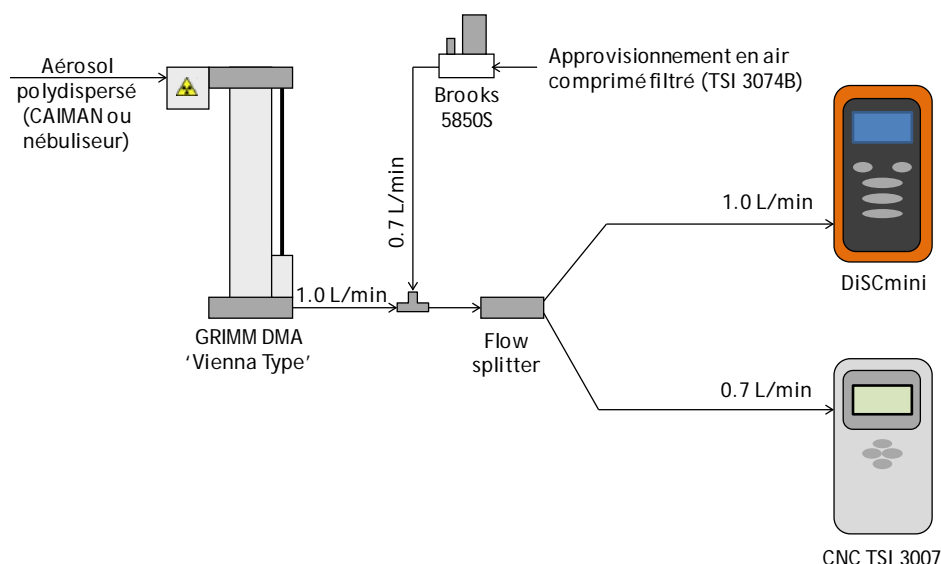 Aérosol
polydispersé
(CAIMAN ou
nébuliseur)
Brooks
5850S
Approvisionnement en air
comprimé filtré (TSI 3074B)
0.7 L/min
1.0 L/min
DiSCmini
1.0 L/min
GRIMM DMA
'Vienna Type'
Flow
splitter
0.7 L/min
CNC TSI 3007